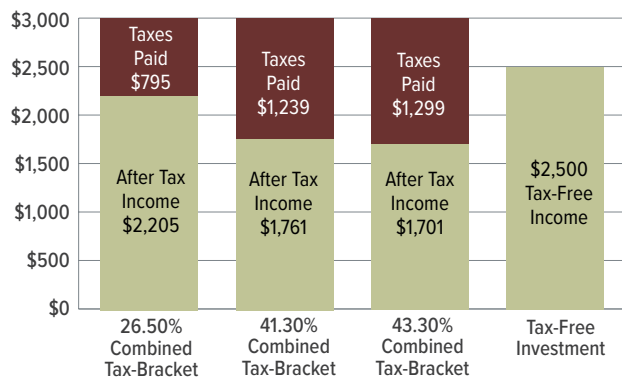 $3,000
$2,500
$2,000
$1,500
$1,000
$500
$0
Taxes
Paid
$795
After Tax
Income
$2,205
Taxes
Paid
$1,239
After Tax
Income
$1,761
Taxes
Paid
$1,299
After Tax
Income
$1,701
$2,500
Tax-Free
Income
26.50%
Combined
Tax-Bracket
41.30%
Combined
Tax-Bracket
43.30%
Combined
Tax-Bracket
Tax-Free
Investment